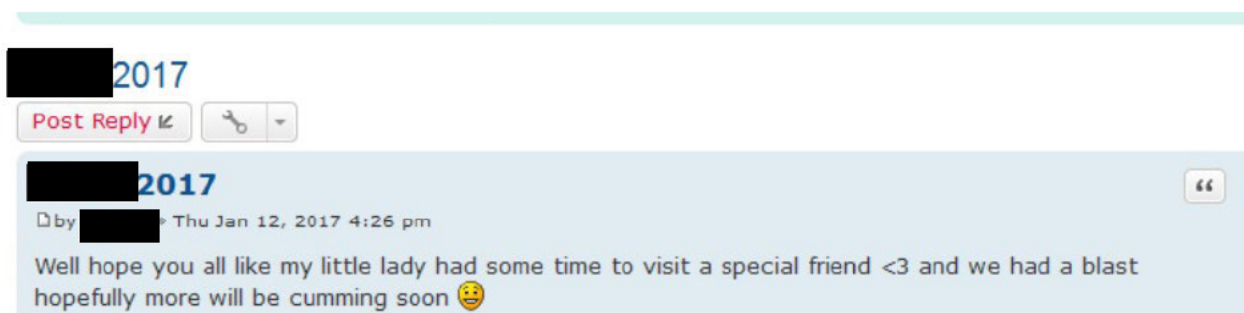 2017
Post Reply
2017
by Thu Jan 12, 2017 4:26 pm
Well hope you all like my little lady had some time to visit a special friend <3 and we had a blast
hopefully more will be cumming soon